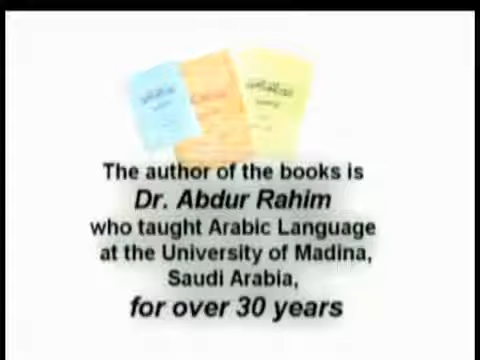 The author of the books is
Dr. Abdur Rahim
who taught Arabic Language
at the University of Madina,
Saudi Arabia,
for over 30 years